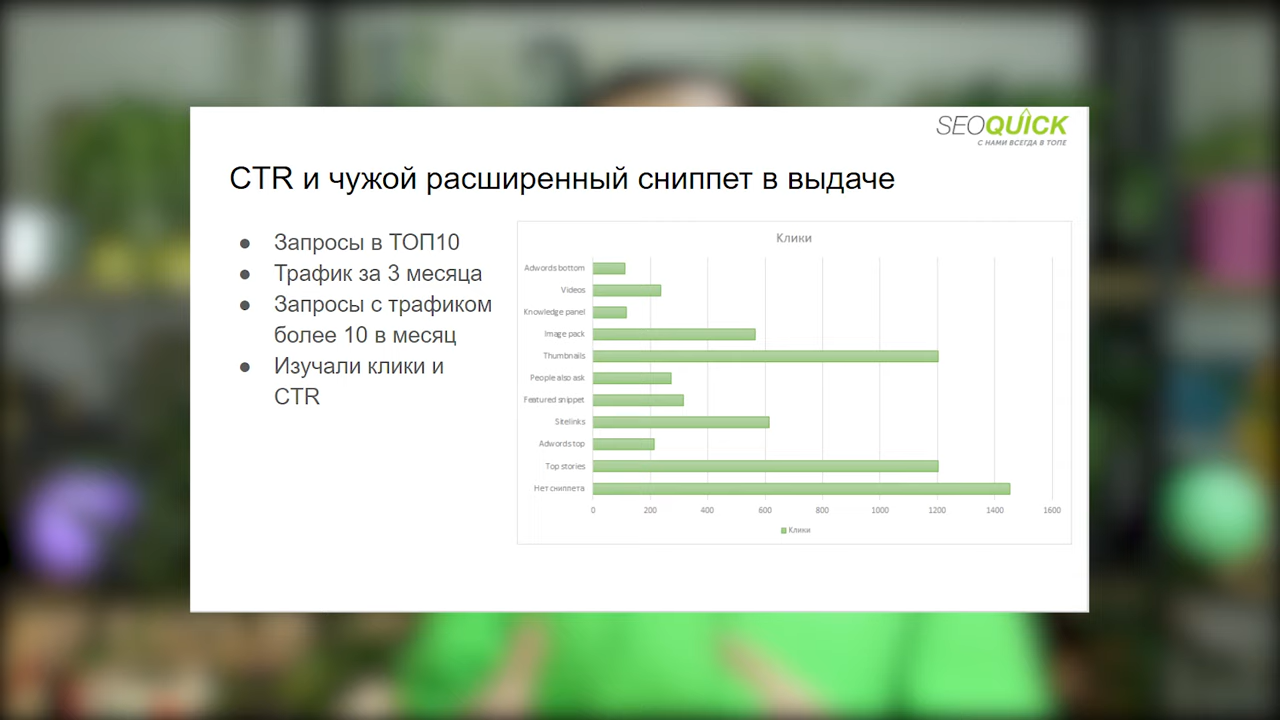 SEOQUICK
С НАМИ ВСЕГДА В ТОПЕ
CTR и чужой расширенный сниппет в выдаче
● Запросы в ТОП10
● Трафик за 3 месяца
● Запросы с трафиком
более 10 в месяц
● Изучали клики и
CTR
Клики
Adwords bottom
Videos
Knowledge panel
Image pack
Thumbnails
People also ask
Featured snippet
Sitelinks
Adwords top
Top stories
Нет сниппета
0 200 400 600 800 1000 1200 1400 1600
Клики